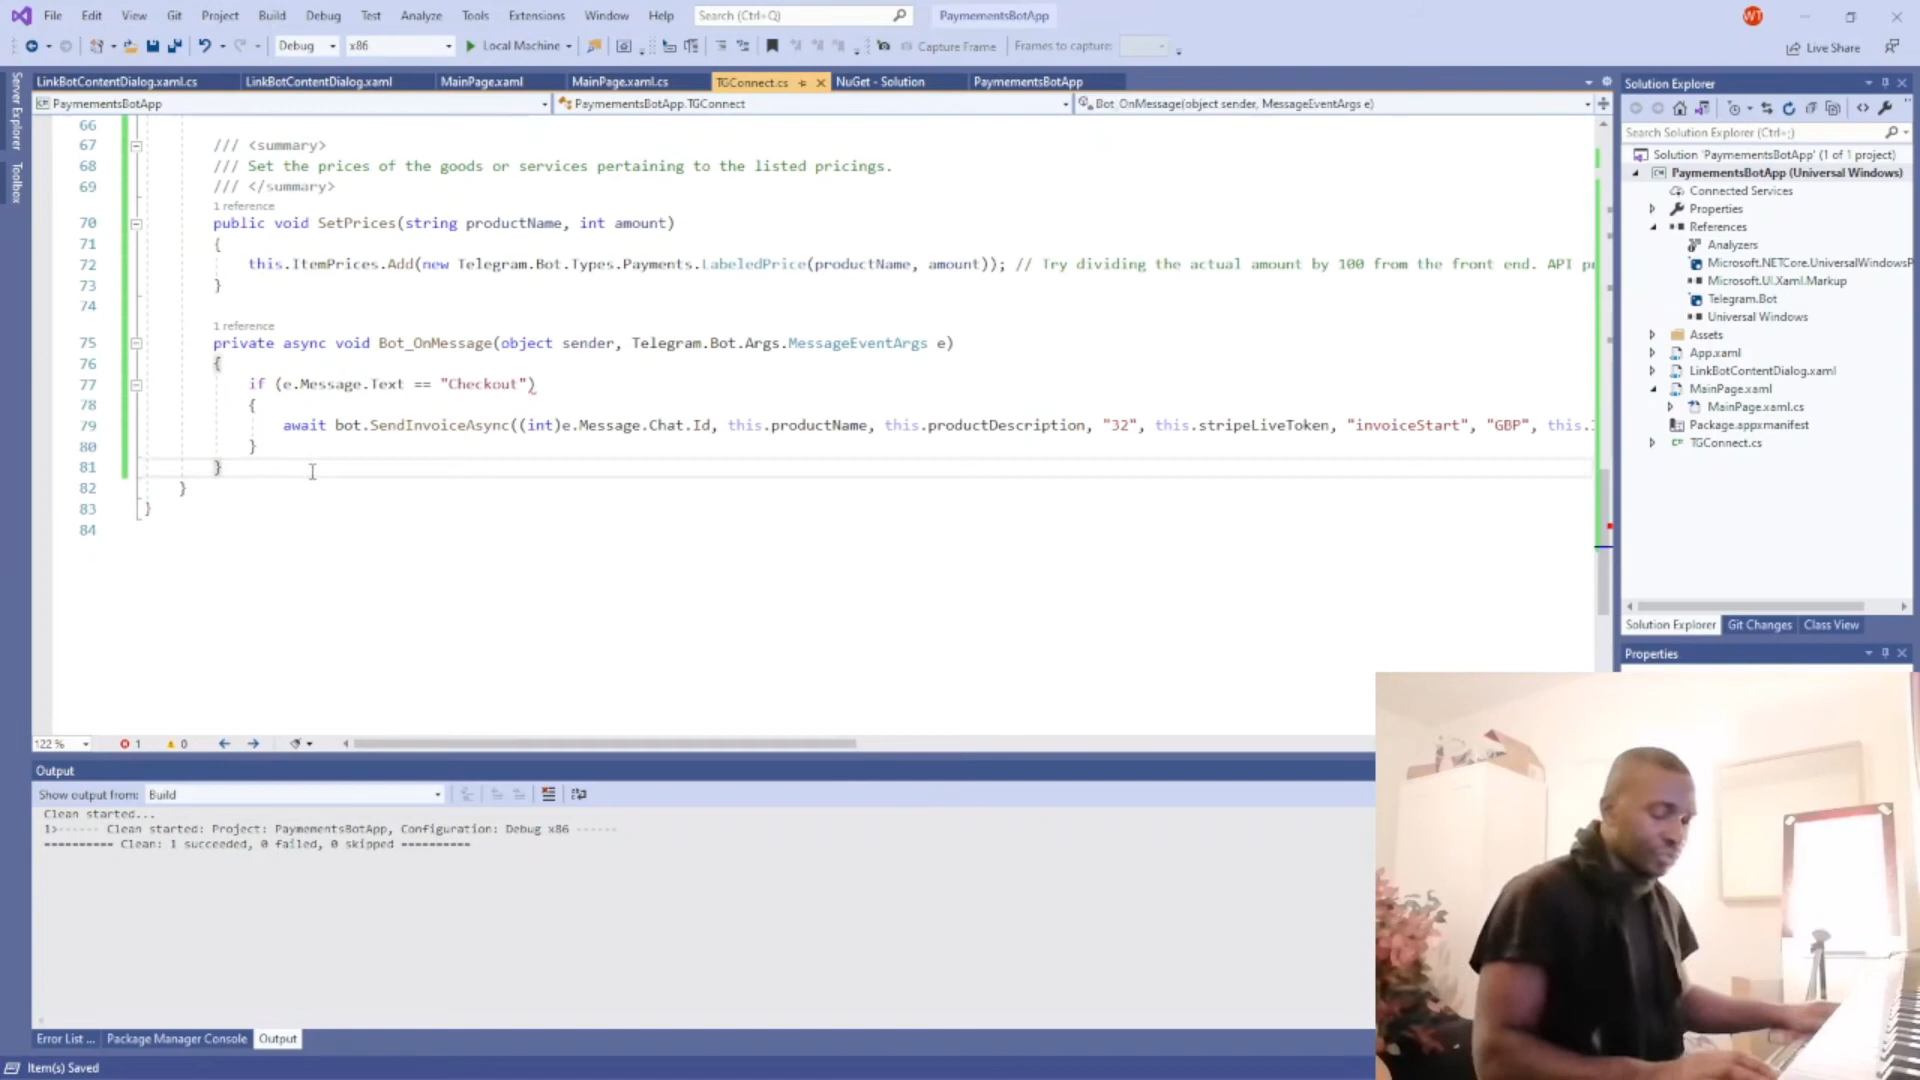 File Edit View Git Project Build Debug Test Analyze Tools Extensions Window Help Search (Ctrl+Q) PaymementsBotApp WT
Debug x86 Local Machine Capture Frame Frames to capture: Live Share
LinkBotContentDialog.xaml.cs LinkBotContentDialog.xaml MainPage.xaml MainPage.xaml.cs TGConnect.cs NuGet - Solution PaymementsBotApp
PaymementsBotApp PaymementsBotApp.TGConnect Bot_OnMessage(object sender, MessageEventArgs e)
Server Explorer
Toolbox
66
67 /// <summary>
68 /// Set the prices of the goods or services pertaining to the listed pricings.
69 /// </summary>
1 reference
70 public void SetPrices(string productName, int amount)
71 {
72 this.ItemPrices.Add(new Telegram.Bot.Types.Payments.LabeledPrice(productName, amount)); // Try dividing the actual amount by 100 from the front end. API p
73 }
74
1 reference
75 private async void Bot_OnMessage(object sender, Telegram.Bot.Args.MessageEventArgs e)
76 {
77 if (e.Message.Text == "Checkout")
78 {
79 await bot.SendInvoiceAsync((int)e.Message.Chat.Id, this.productName, this.productDescription, "32", this.stripeLiveToken, "invoiceStart", "GBP", this.
80 }
81 }
82 }
83 }
84
122 % 1 0
Output
Show output from: Build
Clean started...
1>------ Clean started: Project: PaymementsBotApp, Configuration: Debug x86 ------
========== Clean: 1 succeeded, 0 failed, 0 skipped ==========
Error List ... Package Manager Console Output
Item(s) Saved
Solution Explorer
Search Solution Explorer (Ctrl+;)
Solution 'PaymementsBotApp' (1 of 1 project)
PaymementsBotApp (Universal Windows)
Connected Services
Properties
References
Analyzers
Microsoft.NETCore.UniversalWindowsP
Microsoft.UI.Xaml.Markup
Telegram.Bot
Universal Windows
Assets
App.xaml
LinkBotContentDialog.xaml
MainPage.xaml
MainPage.xaml.cs
Package.appxmanifest
TGConnect.cs
Solution Explorer Git Changes Class View
Properties